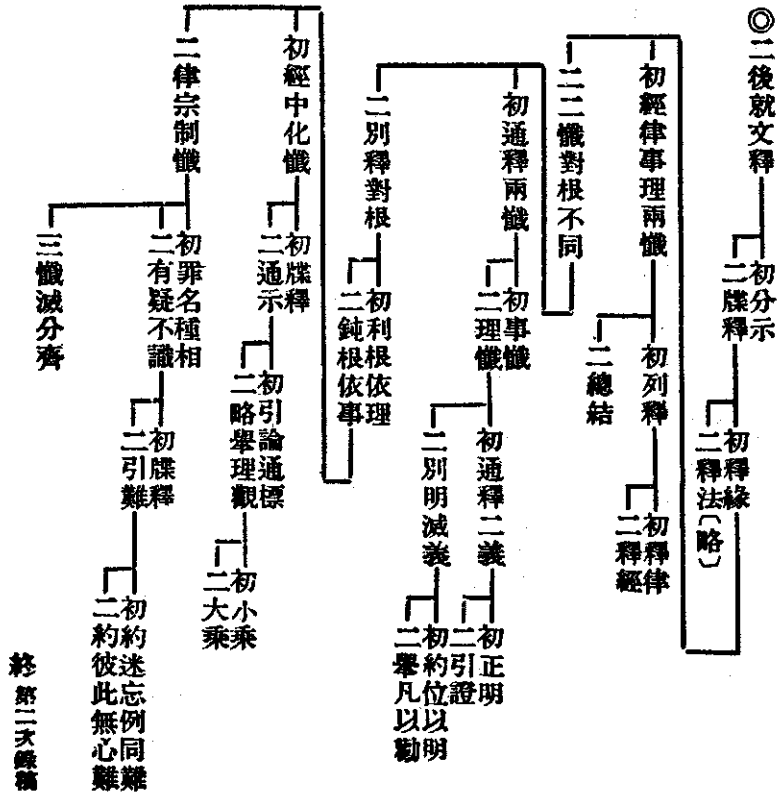 ◎二後就文釋
初分示
二牒釋
初釋緣
二釋法〔略〕
初經律事理兩懺
初列釋
初釋律
二釋經
二總結
二二懺對根不同
初通釋兩懺
初事懺
初通釋二義
初正明
二引證
二別明滅義
初約位以明
二舉凡以勸
二理懺
二別釋對根
初利根依理
二鈍根依事
初經中化懺
初牒釋
二通示
初引論通標
二略舉理觀
初小乘
二大乘
二律宗制懺
初罪名種相
二有疑不識
初牒釋
二引難
初約迷忘例同難
二約彼此無心難
三懺滅分齊
終 第二次錄稿